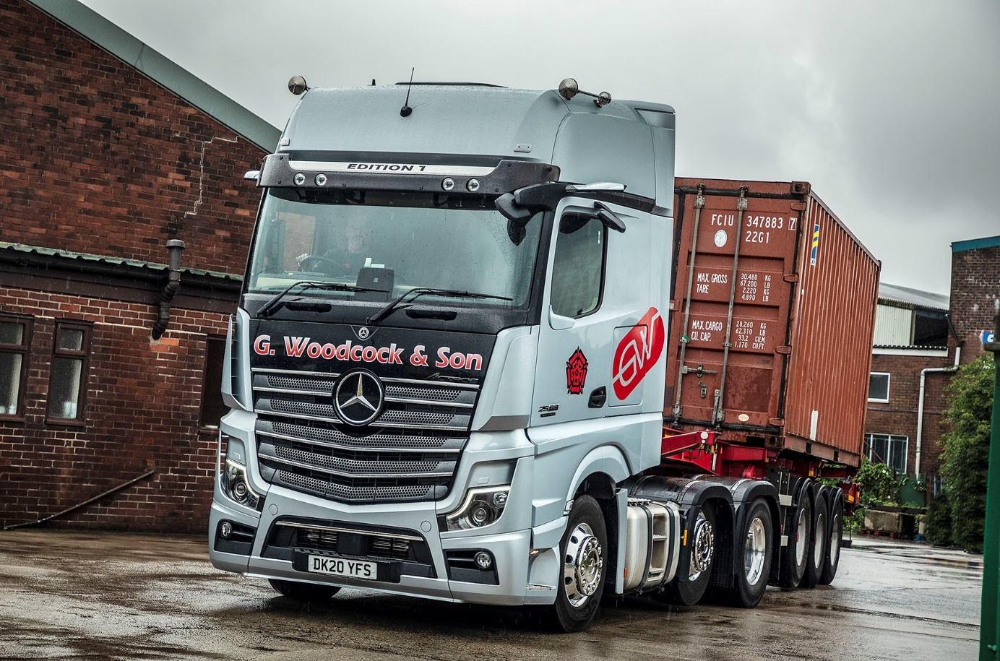 EDITION 1
G. Woodcock & Son
DK20 YFS
GW
FCIU 347883 7
22G1
MAX. GROSS 30.480 KG
67.200 LB
TARE 2.220 KG
4.890 LB
MAX. CARGO 28.260 KG
62.310 LB
CU. CAP. 33.2 CU.M.
1.170 CU.FT.